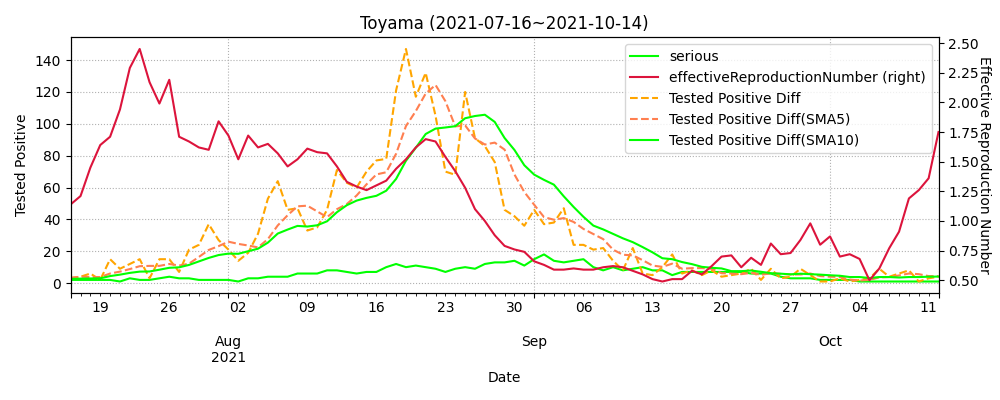 Toyama (2021-07-16~2021-10-14)
serious
effectiveReproductionNumber (right)
Tested Positive Diff
Tested Positive Diff(SMA5)
Tested Positive Diff(SMA10)
Tested Positive
140
120
100
80
60
40
20
0
2.50
2.25
2.00
1.75
1.50
1.25
1.00
0.75
0.50
Effective Reproduction Number
19 26 02 09 16 23 30 06 13 20 27 04 11
Aug Sep Oct
2021
Date